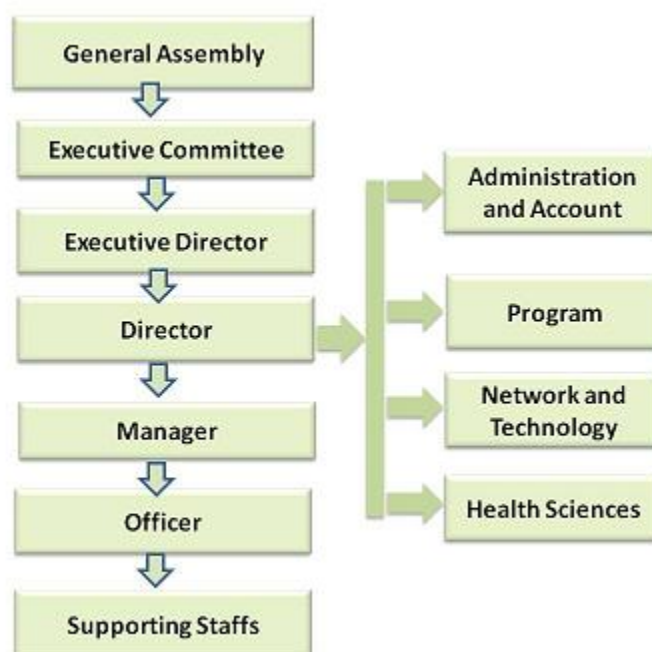 General Assembly
Executive Committee
Executive Director
Director
Manager
Officer
Supporting Staffs
Administration
and Account
Program
Network and
Technology
Health Sciences